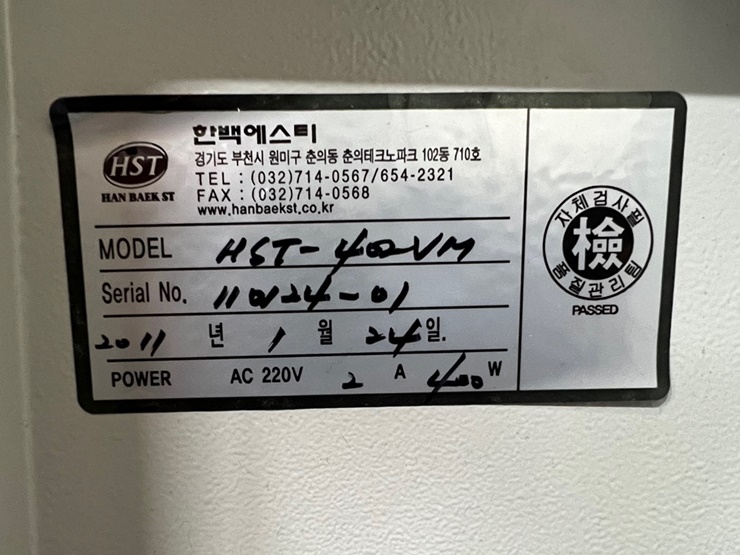 HST
HAN BAEK ST
한백에스티
경기도 부천시 원미구 춘의동 춘의테크노파크 102동 710호
TEL : (032)714-0567/654-2321
FAX : (032)714-0568
www.hanbaekst.co.kr
MODEL HST-402VM
Serial No. 110124-01
2011 년 1 월 24 일.
POWER AC 220V 2 A 400 W
자체검사필
檢
품질관리팀
PASSED